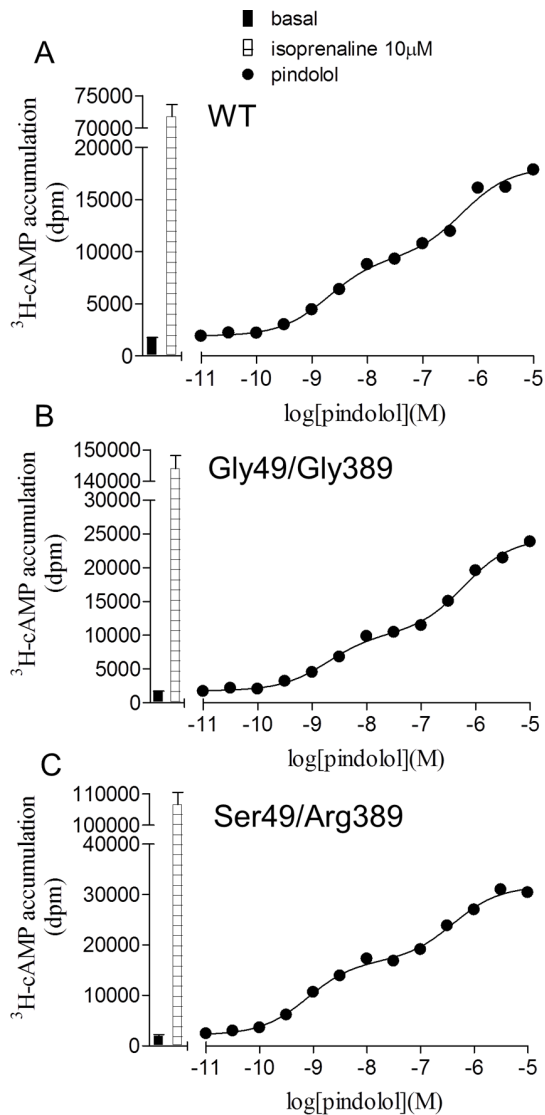 basal
isoprenaline 10µM
pindolol
A
WT
³H-cAMP accumulation
(dpm)
75000
70000
20000
15000
10000
5000
0
-11 -10 -9 -8 -7 -6 -5
log[pindolol](M)
B
Gly49/Gly389
³H-cAMP accumulation
(dpm)
150000
140000
30000
25000
20000
15000
10000
5000
0
-11 -10 -9 -8 -7 -6 -5
log[pindolol](M)
C
Ser49/Arg389
³H-cAMP accumulation
(dpm)
110000
100000
40000
30000
20000
10000
0
-11 -10 -9 -8 -7 -6 -5
log[pindolol](M)